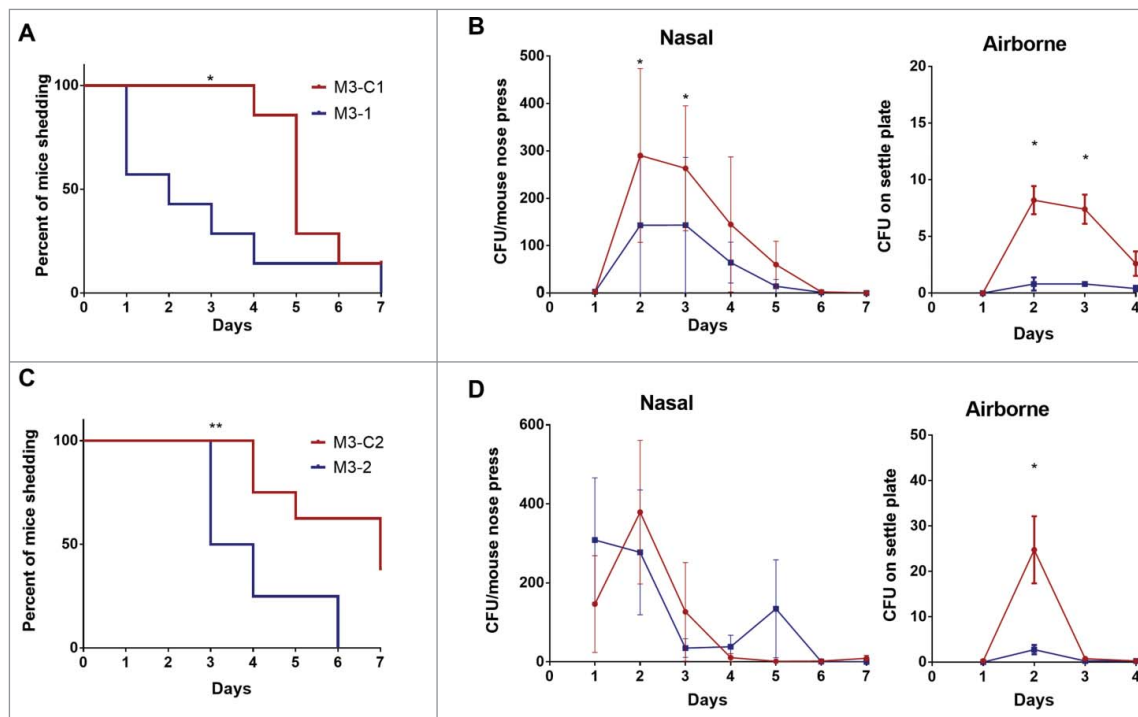 A
Percent of mice shedding
100
50
0
*
M3-C1
M3-1
0 1 2 3 4 5 6 7
Days
B
Nasal
CFU/mouse nose press
500
400
300
200
100
0
* *
0 1 2 3 4 5 6 7
Days
Airborne
CFU on settle plate
20
15
10
5
0
* *
0 1 2 3 4
Days
C
Percent of mice shedding
100
50
0
**
M3-C2
M3-2
0 1 2 3 4 5 6 7
Days
D
Nasal
CFU/mouse nose press
600
400
200
0
0 1 2 3 4 5 6 7
Days
Airborne
CFU on settle plate
50
40
30
20
10
0
*
0 1 2 3 4
Days